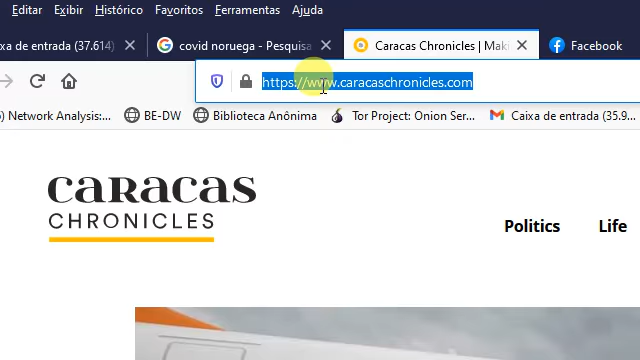 Editar Exibir Histórico Favoritos Ferramentas Ajuda
xa de entrada (37.614) covid noruega - Pesquisa Caracas Chronicles | Maki Facebook
https://www.caracaschronicles.com
Network Analysis:... BE-DW Biblioteca Anônima Tor Project: Onion Ser... Caixa de entrada (35.9...
CARACAS
CHRONICLES
Politics Life